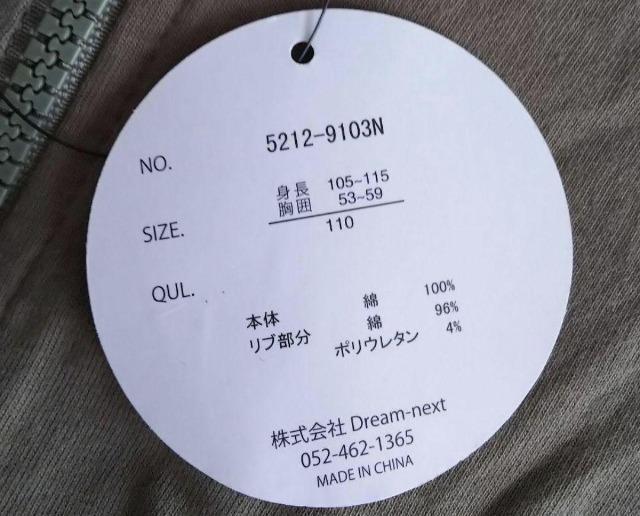 NO. 5212-9103N
身長 105~115
胸囲 53~59
SIZE. 110
QUL.
本体 綿 100%
リブ部分 綿 96%
ポリウレタン 4%
株式会社 Dream-next
052-462-1365
MADE IN CHINA